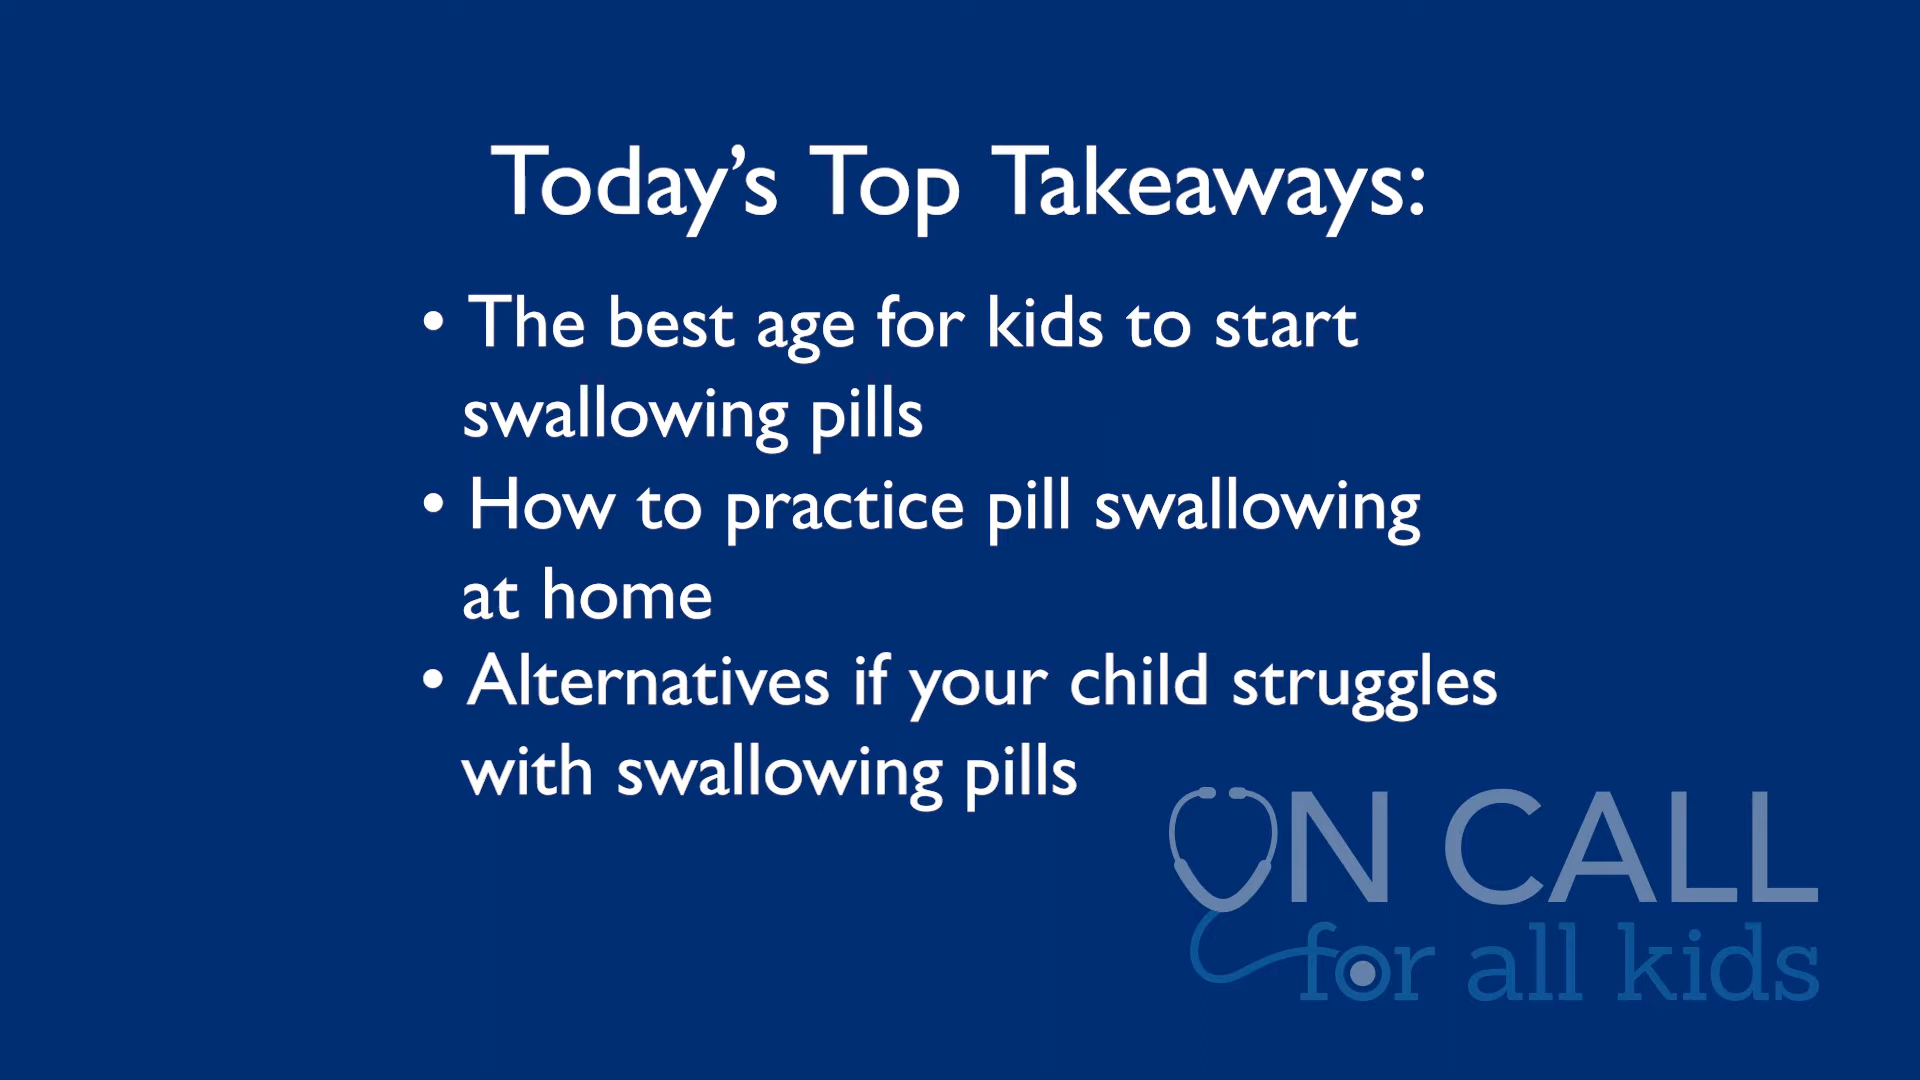 Today’s Top Takeaways:
• The best age for kids to start
swallowing pills
• How to practice pill swallowing
at home
• Alternatives if your child struggles
with swallowing pills
ON CALL
for all kids